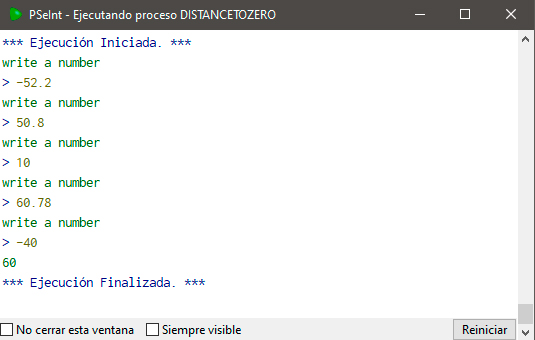 PSeInt - Ejecutando proceso DISTANCETOZERO
*** Ejecución Iniciada. ***
write a number
> -52.2
write a number
> 50.8
write a number
> 10
write a number
> 60.78
write a number
> -40
60
*** Ejecución Finalizada. ***
No cerrar esta ventana Siempre visible Reiniciar